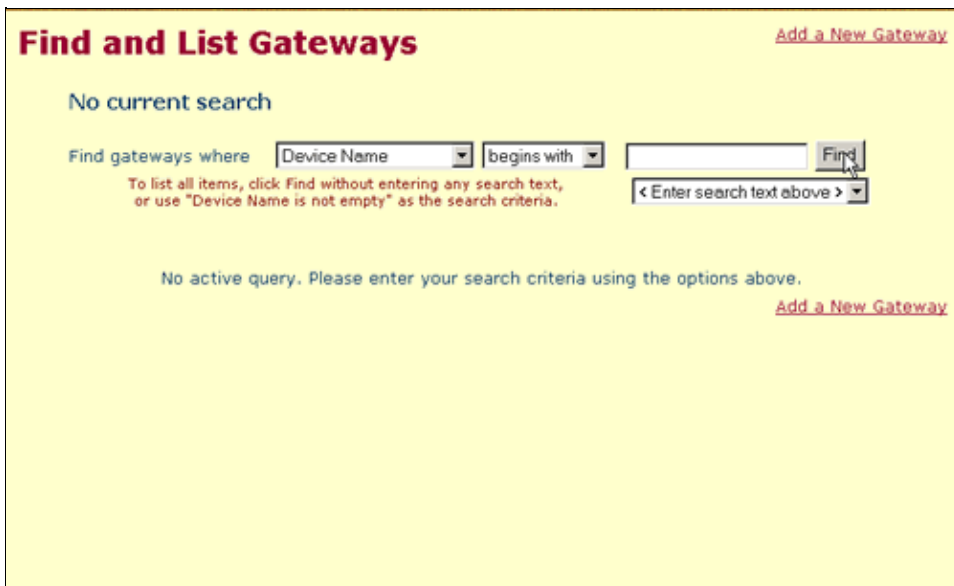 Find and List Gateways
Add a New Gateway
No current search
Find gateways where Device Name begins with Find
To list all items, click Find without entering any search text,
or use "Device Name is not empty" as the search criteria.
< Enter search text above >
No active query. Please enter your search criteria using the options above.
Add a New Gateway